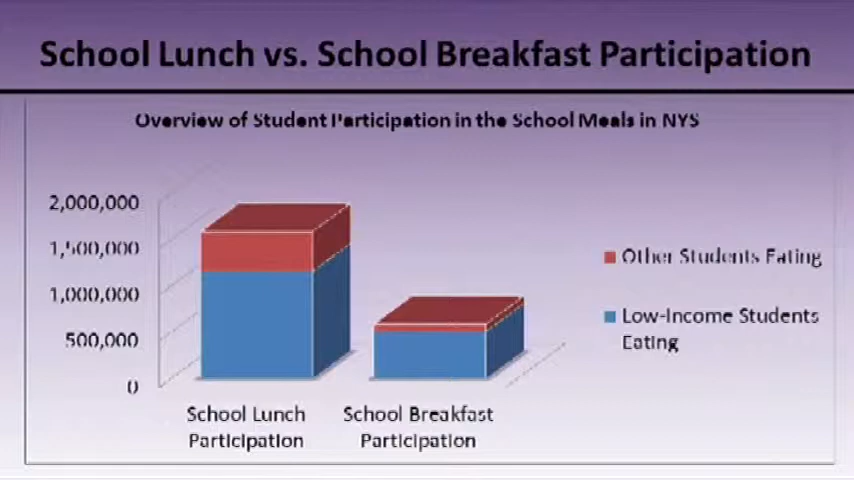 School Lunch vs. School Breakfast Participation
Overview of Student Participation in the School Meals in NYS
2,000,000
1,500,000
1,000,000
500,000
0
Other Students Eating
Low-Income Students
Eating
School Lunch
Participation
School Breakfast
Participation